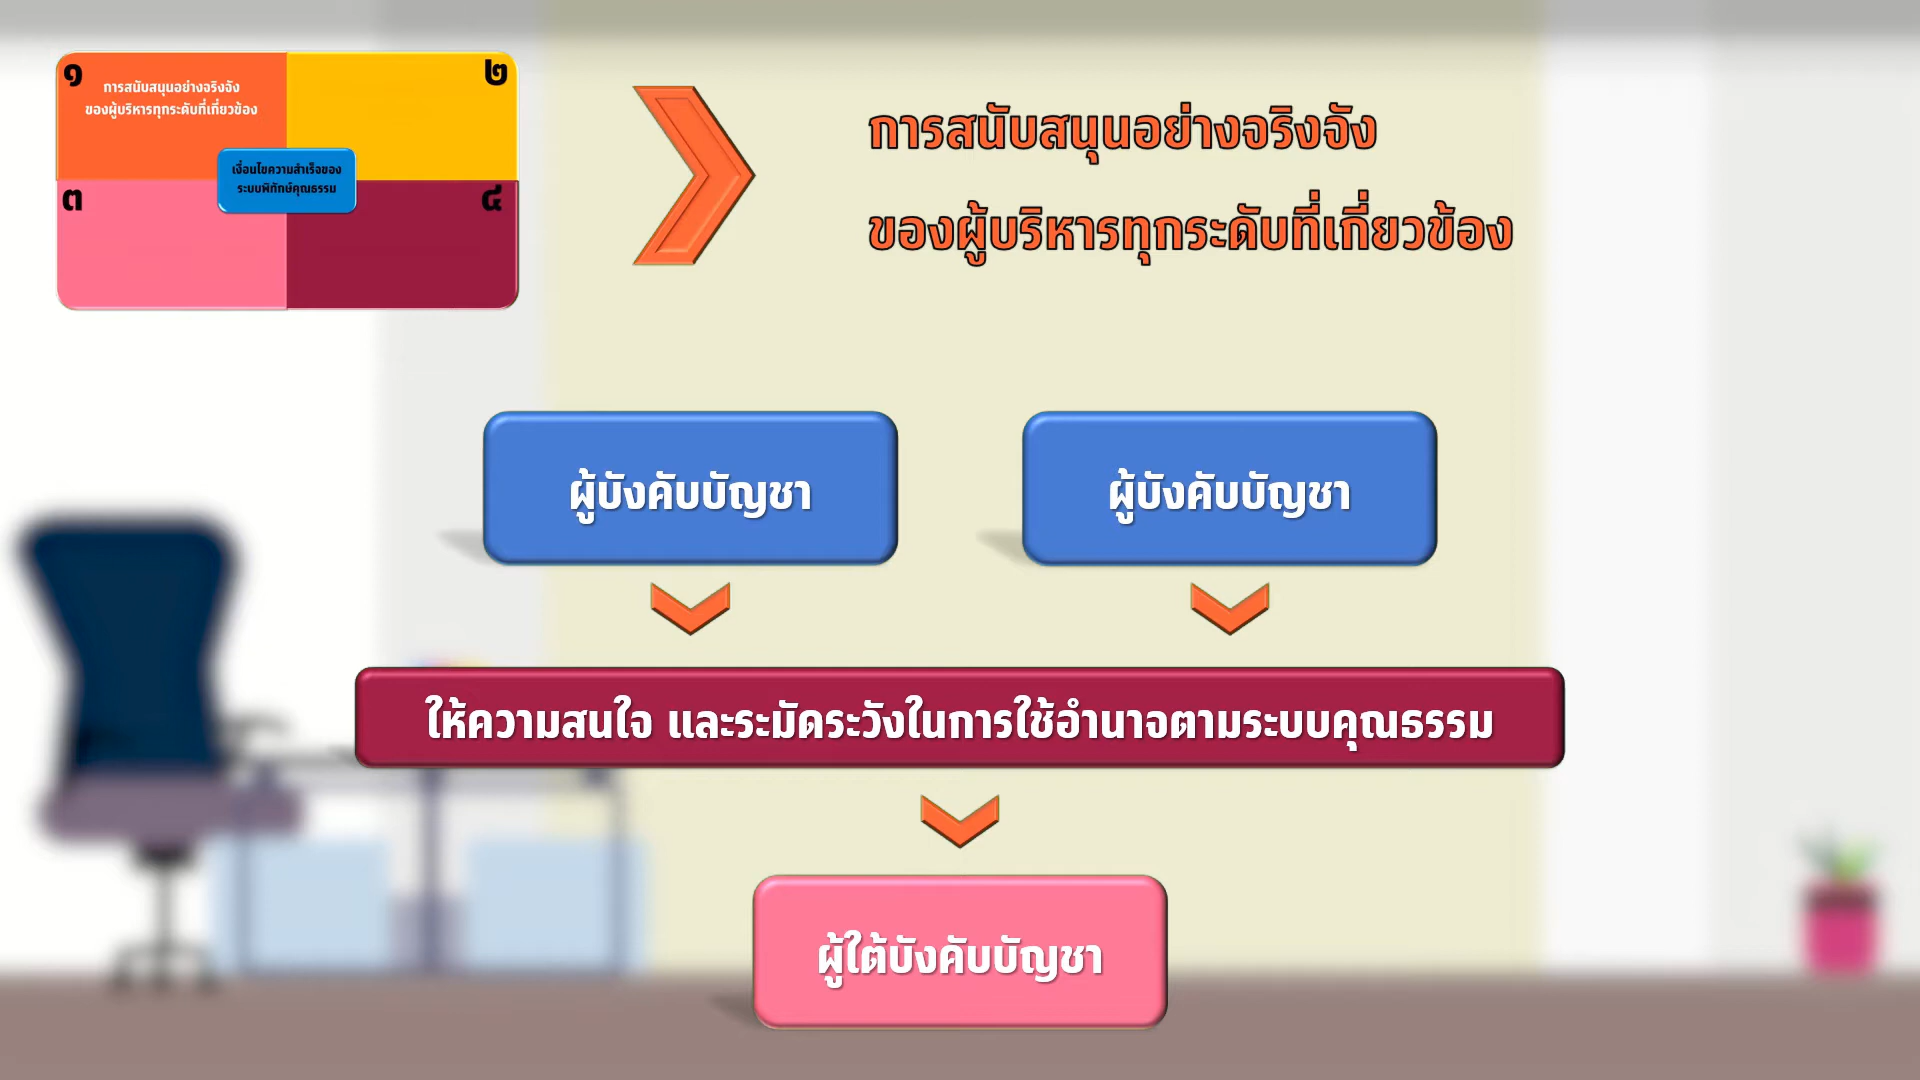 ๑
การสนับสนุนอย่างจริงจัง
ของผู้บริหารทุกระดับที่เกี่ยวข้อง
๒
เงื่อนไขความสำเร็จของ
ระบบพิทักษ์คุณธรรม
๓
๔
การสนับสนุนอย่างจริงจัง
ของผู้บริหารทุกระดับที่เกี่ยวข้อง
ผู้บังคับบัญชา
ผู้บังคับบัญชา
ให้ความสนใจ และระมัดระวังในการใช้อำนาจตามระบบคุณธรรม
ผู้ใต้บังคับบัญชา